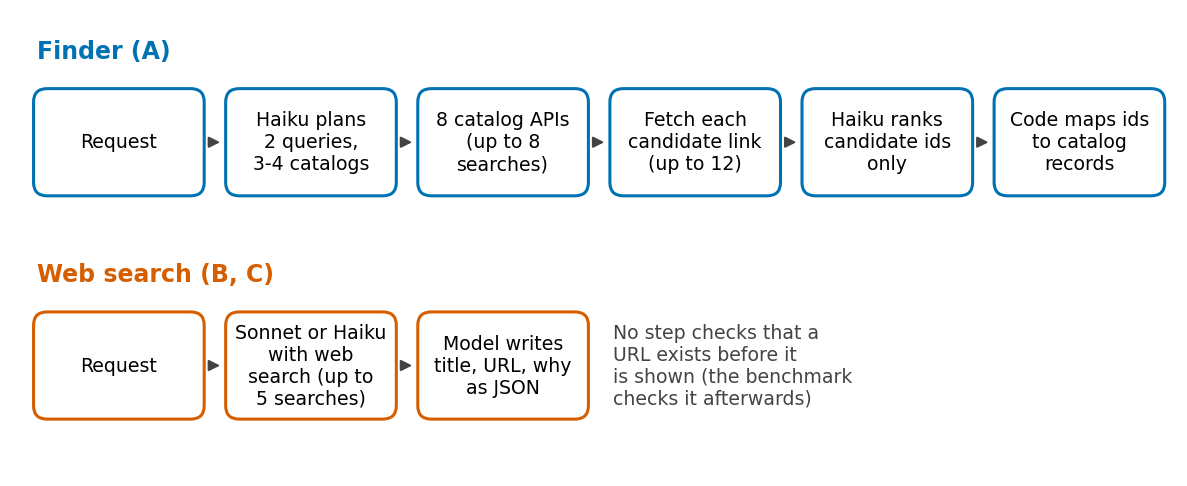 Finder (A)
Request
Haiku plans
2 queries,
3-4 catalogs
8 catalog APIs
(up to 8
searches)
Fetch each
candidate link
(up to 12)
Haiku ranks
candidate ids
only
Code maps ids
to catalog
records
Web search (B, C)
Request
Sonnet or Haiku
with web
search (up to
5 searches)
Model writes
title, URL, why
as JSON
No step checks that a
URL exists before it
is shown (the benchmark
checks it afterwards)